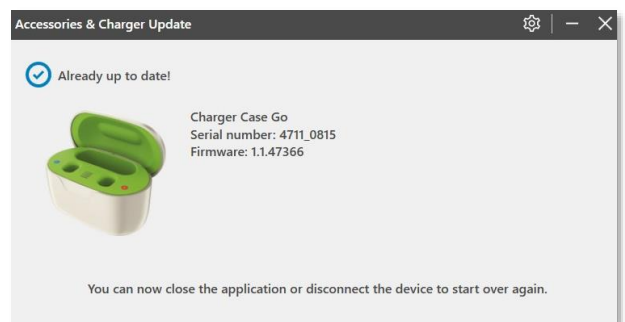 Accessories & Charger Update
Already up to date!
Charger Case Go
Serial number: 4711_0815
Firmware: 1.1.47366
You can now close the application or disconnect the device to start over again.